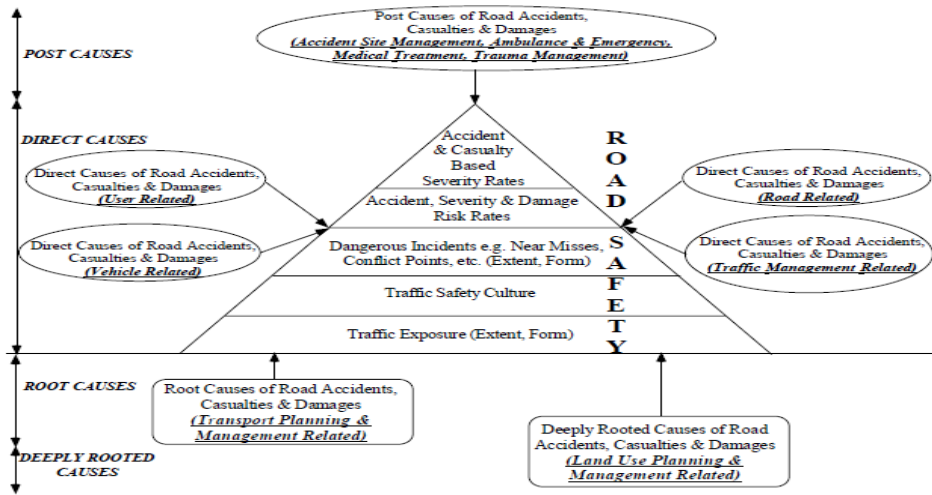 Post Causes of Road Accidents,
Casualties & Damages
(Accident Site Management, Ambulance & Emergency,
Medical Treatment, Trauma Management)
POST CAUSES
DIRECT CAUSES
Direct Causes of Road Accidents,
Casualties & Damages
(User Related)
Direct Causes of Road Accidents,
Casualties & Damages
(Vehicle Related)
Accident
& Casualty
Based
Severity Rates
Accident, Severity & Damage
Risk Rates
Dangerous Incidents e.g. Near Misses,
Conflict Points, etc. (Extent, Form)
Traffic Safety Culture
Traffic Exposure (Extent, Form)
ROAD
SAFETY
Direct Causes of Road Accidents,
Casualties & Damages
(Road Related)
Direct Causes of Road Accidents,
Casualties & Damages
(Traffic Management Related)
ROOT CAUSES
Root Causes of Road Accidents,
Casualties & Damages
(Transport Planning &
Management Related)
Deeply Rooted Causes of Road
Accidents, Casualties & Damages
(Land Use Planning &
Management Related)
DEEPLY ROOTED
CAUSES